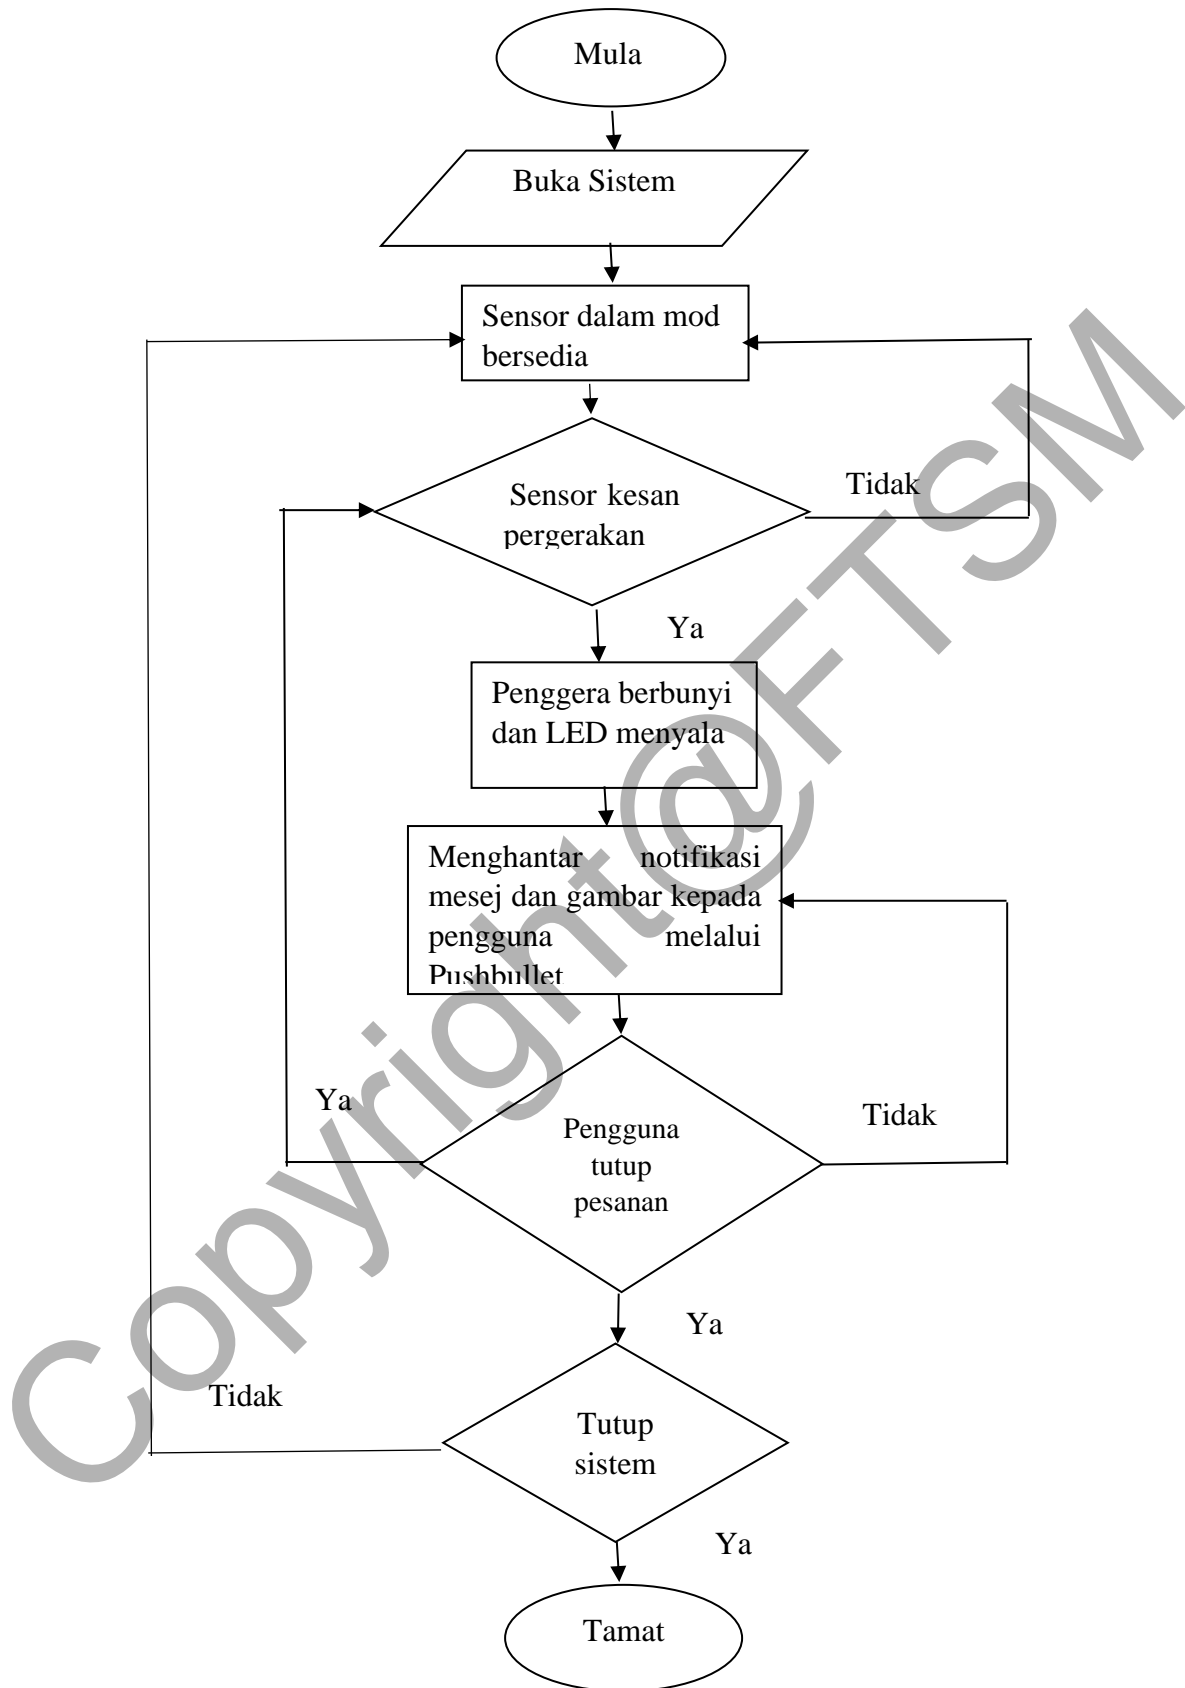 Mula
Buka Sistem
Sensor dalam mod
bersedia
Tidak
Sensor kesan
pergerakan
Ya
Penggera berbunyi
dan LED menyala
Menghantar notifikasi
mesej dan gambar kepada
pengguna melalui
Pushbullet
Ya
Tidak
Pengguna
tutup
pesanan
Ya
Tidak
Tutup
sistem
Ya
Tamat
Copyright@FTSM